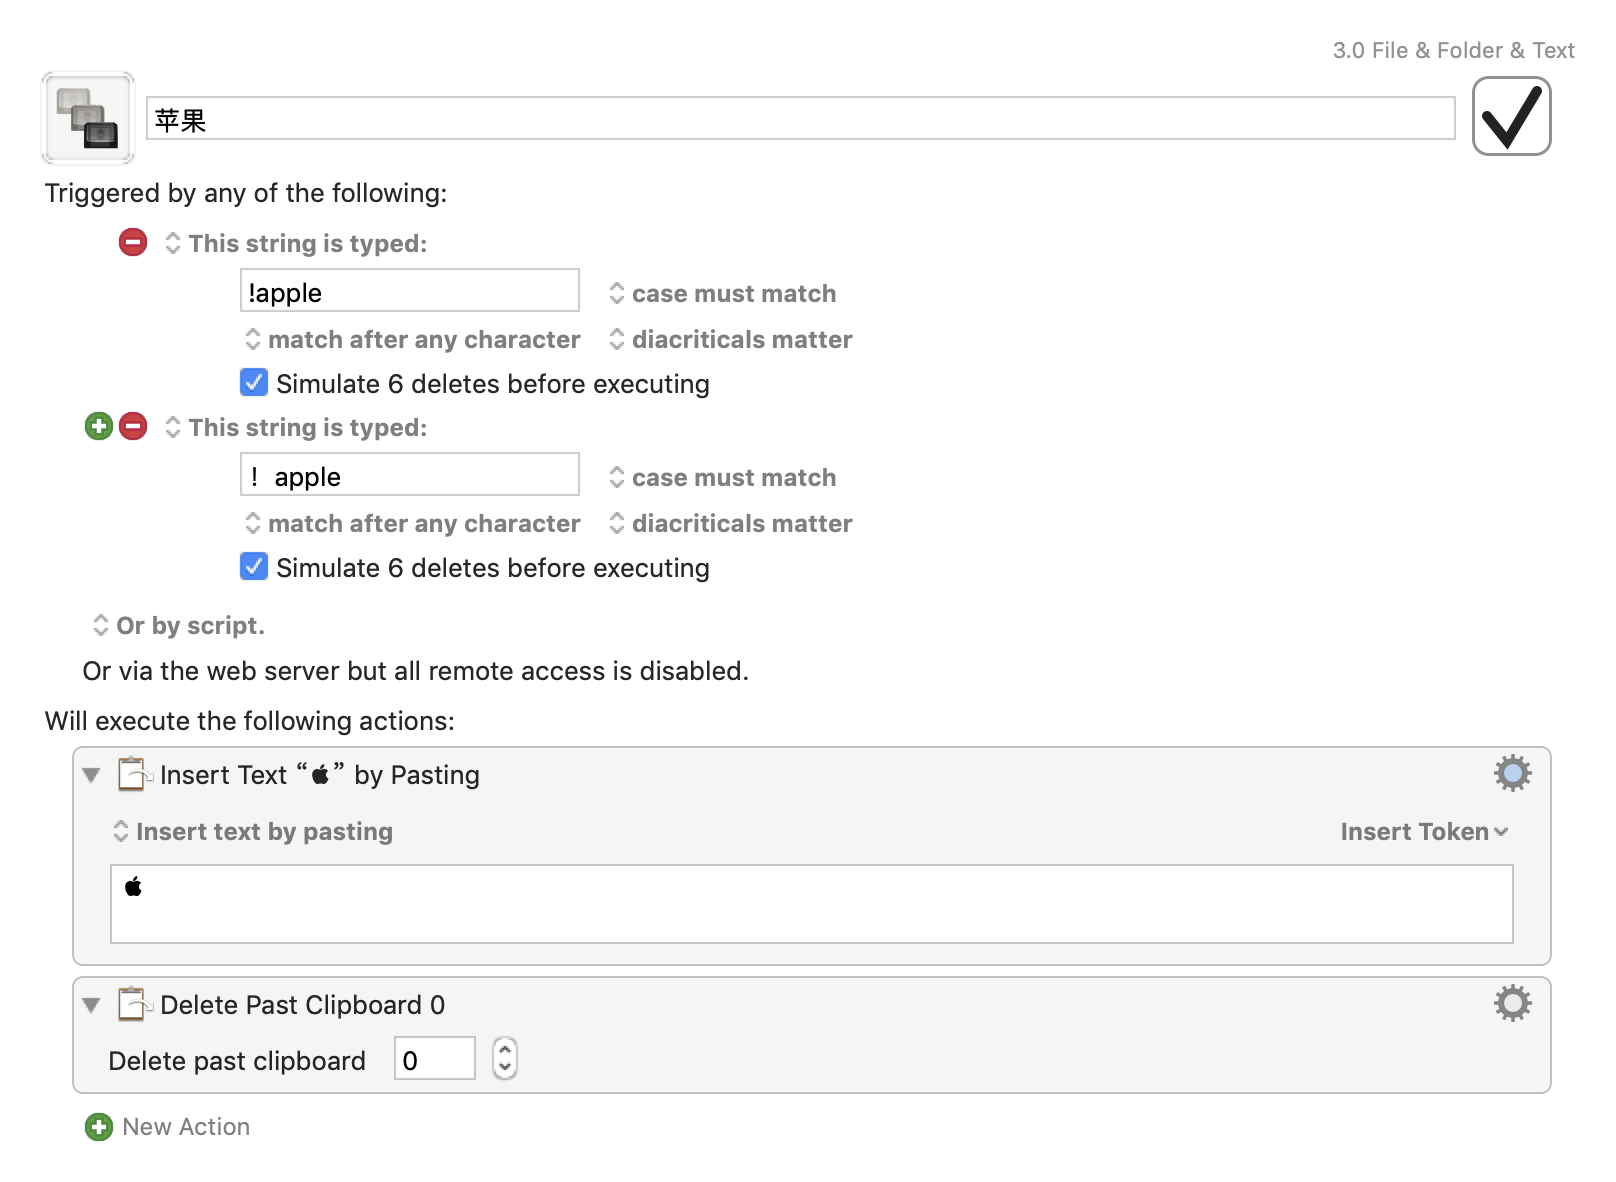 3.0 File & Folder & Text
苹果
Triggered by any of the following:
This string is typed:
!apple case must match
match after any character diacriticals matter
Simulate 6 deletes before executing
This string is typed:
！apple case must match
match after any character diacriticals matter
Simulate 6 deletes before executing
Or by script.
Or via the web server but all remote access is disabled.
Will execute the following actions:
Insert Text “” by Pasting
Insert text by pasting Insert Token

Delete Past Clipboard 0
Delete past clipboard 0
New Action